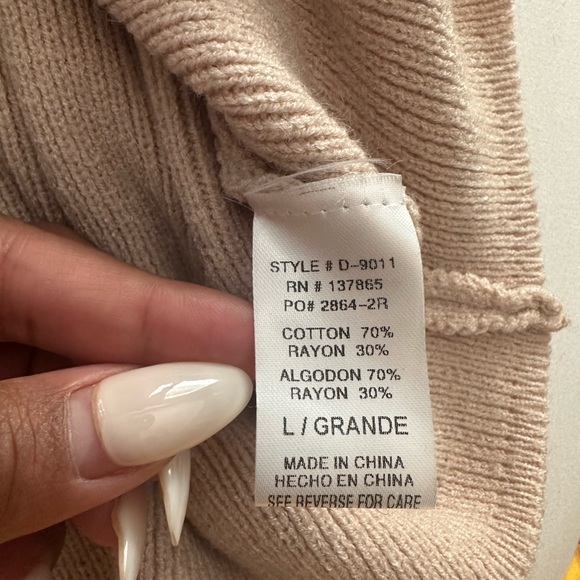 STYLE # D-9011
RN # 137865
PO# 2864-2R
COTTON 70%
RAYON 30%
ALGODON 70%
RAYON 30%
L / GRANDE
MADE IN CHINA
HECHO EN CHINA
SEE REVERSE FOR CARE